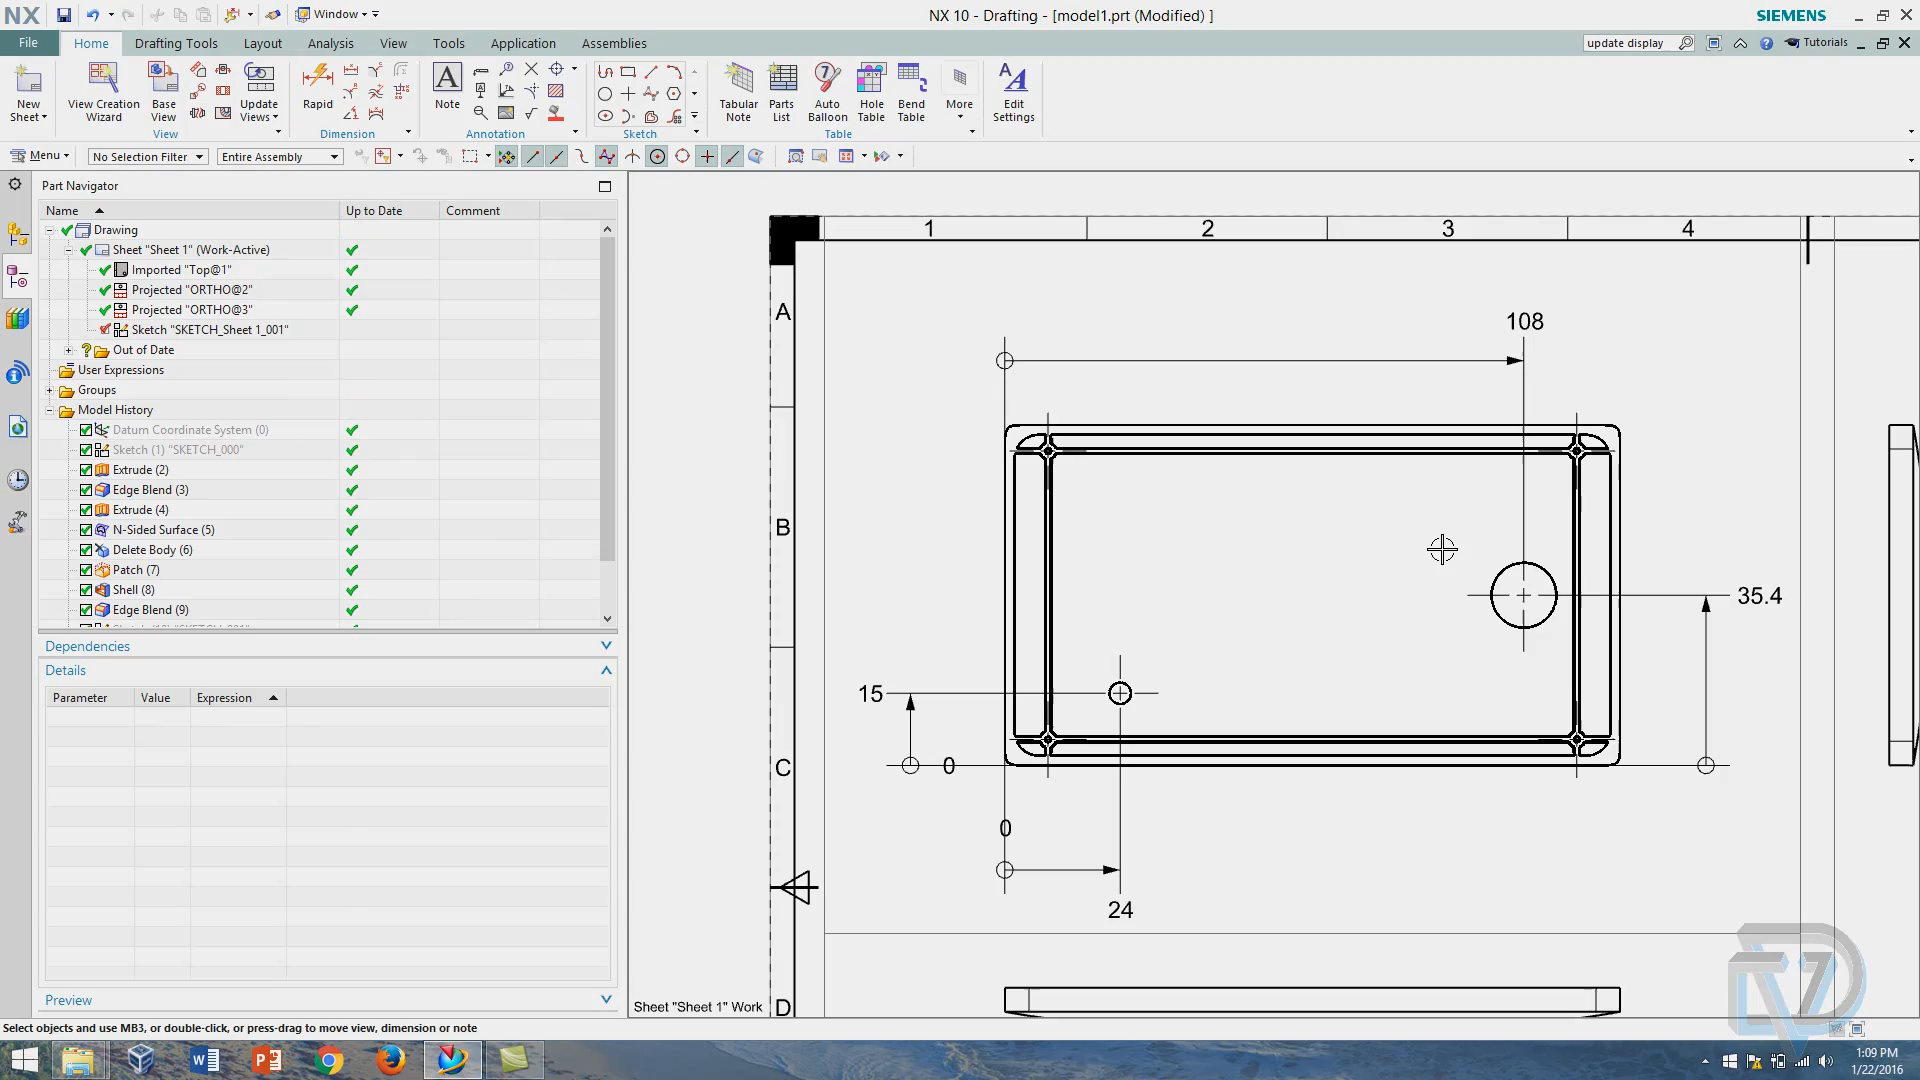 NX
Window
NX 10 - Drafting - [model1.prt (Modified) ]
SIEMENS
File
Home
Drafting Tools
Layout
Analysis
View
Tools
Application
Assemblies
update display
Tutorials
New Sheet
View Creation Wizard
Base View
Update Views
Rapid
Note
Tabular Note
Parts List
Auto Balloon
Hole Table
Bend Table
More
Edit Settings
View
Dimension
Annotation
Sketch
Table
Menu
No Selection Filter
Entire Assembly
Part Navigator
Name
Up to Date
Comment
Drawing
Sheet "Sheet 1" (Work-Active)
Imported "Top@1"
Projected "ORTHO@2"
Projected "ORTHO@3"
Sketch "SKETCH_Sheet 1_001"
Out of Date
User Expressions
Groups
Model History
Datum Coordinate System (0)
Sketch (1) "SKETCH_000"
Extrude (2)
Edge Blend (3)
Extrude (4)
N-Sided Surface (5)
Delete Body (6)
Patch (7)
Shell (8)
Edge Blend (9)
Dependencies
Details
Parameter
Value
Expression
Preview
1
2
3
4
A
B
C
D
108
35.4
15
0
0
24
Sheet "Sheet 1" Work
Select objects and use MB3, or double-click, or press-drag to move view, dimension or note
1:09 PM
1/22/2016